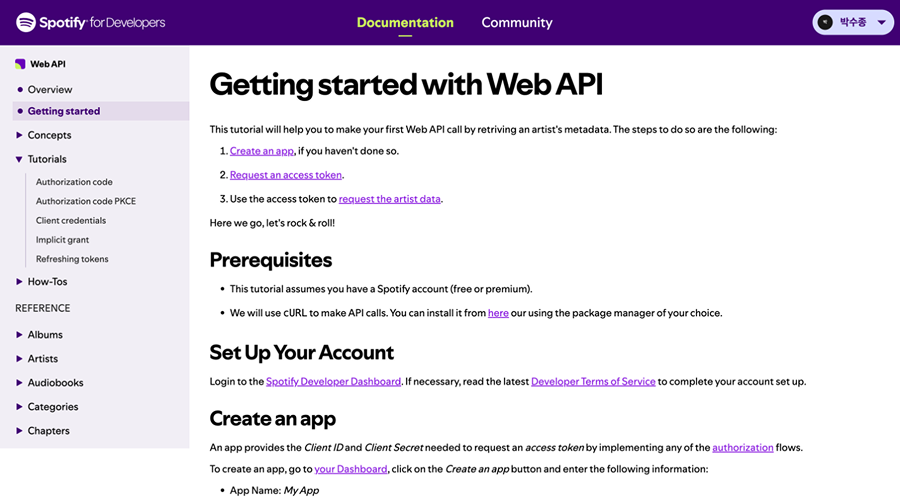 Spotify for Developers
Documentation
Community
박수종
Web API
Overview
Getting started
Concepts
Tutorials
Authorization code
Authorization code PKCE
Client credentials
Implicit grant
Refreshing tokens
How-Tos
REFERENCE
Albums
Artists
Audiobooks
Categories
Chapters
Getting started with Web API
This tutorial will help you to make your first Web API call by retriving an artist's metadata. The steps to do so are the following:
1. Create an app, if you haven't done so.
2. Request an access token.
3. Use the access token to request the artist data.
Here we go, let's rock & roll!
Prerequisites
• This tutorial assumes you have a Spotify account (free or premium).
• We will use cURL to make API calls. You can install it from here our using the package manager of your choice.
Set Up Your Account
Login to the Spotify Developer Dashboard. If necessary, read the latest Developer Terms of Service to complete your account set up.
Create an app
An app provides the Client ID and Client Secret needed to request an access token by implementing any of the authorization flows.
To create an app, go to your Dashboard, click on the Create an app button and enter the following information:
• App Name: My App